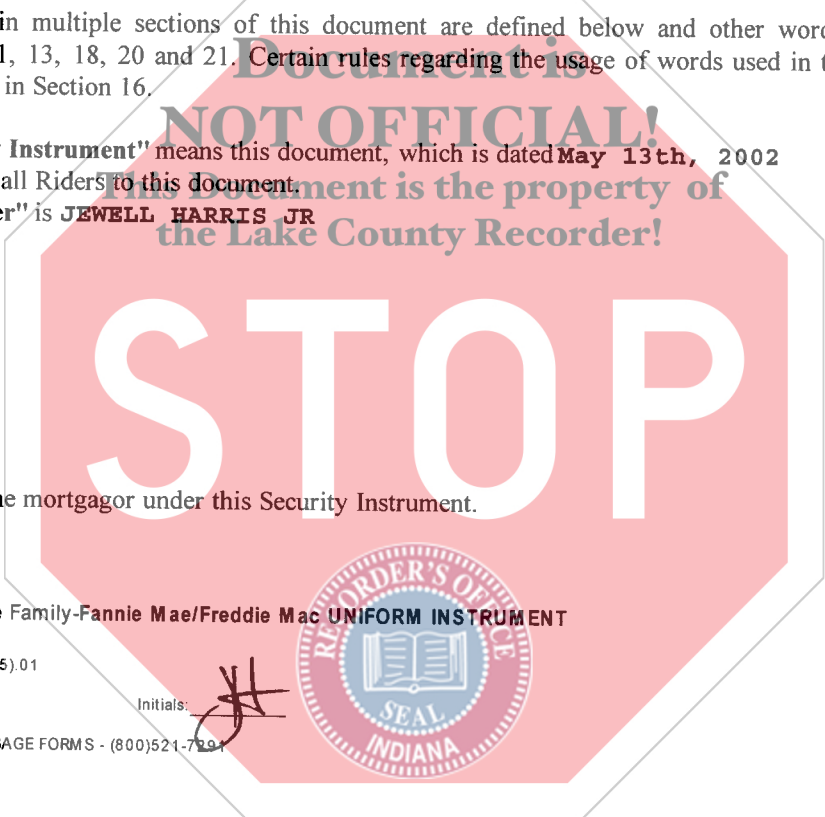 in multiple sections of this document are defined below and other
1, 13, 18, 20 and 21. Certain rules regarding the usage of words used in
in Section 16.
Document is
NOT OFFICIAL!
This Document is the property of
the Lake County Recorder!
Instrument" means this document, which is dated May 13th, 2002
all Riders to this document.
is JEWELL HARRIS JR
STOP
mortgagor under this Security Instrument.
Family-Fannie Mae/Freddie Mac UNIFORM INSTRUMENT
5).01
Initials: JH
FORMS - (800)521-7291
RECORDER'S OFFICE
SEAL
INDIANA